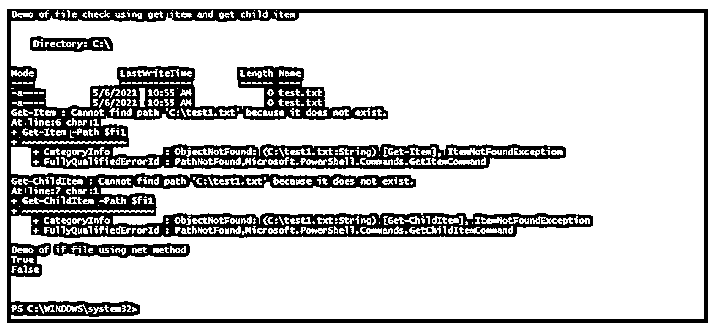 Demo of file check using get item and get child item
Directory: C:\
Mode LastWriteTime Length Name
---- ------------- ------ ----
-a---- 5/6/2021 10:55 AM 0 test.txt
-a---- 5/6/2021 10:55 AM 0 test.txt
Get-Item : Cannot find path 'C:\test1.txt' because it does not exist.
At line:6 char:1
+ Get-Item -Path $fi1
+ ~~~~~~~~~~~~~~~~~~~
+ CategoryInfo : ObjectNotFound: (C:\test1.txt:String) [Get-Item], ItemNotFoundException
+ FullyQualifiedErrorId : PathNotFound,Microsoft.PowerShell.Commands.GetItemCommand
Get-ChildItem : Cannot find path 'C:\test1.txt' because it does not exist.
At line:7 char:1
+ Get-ChildItem -Path $fi1
+ ~~~~~~~~~~~~~~~~~~~~~~~~
+ CategoryInfo : ObjectNotFound: (C:\test1.txt:String) [Get-ChildItem], ItemNotFoundException
+ FullyQualifiedErrorId : PathNotFound,Microsoft.PowerShell.Commands.GetChildItemCommand
Demo of if file using net method
True
False
PS C:\WINDOWS\system32>